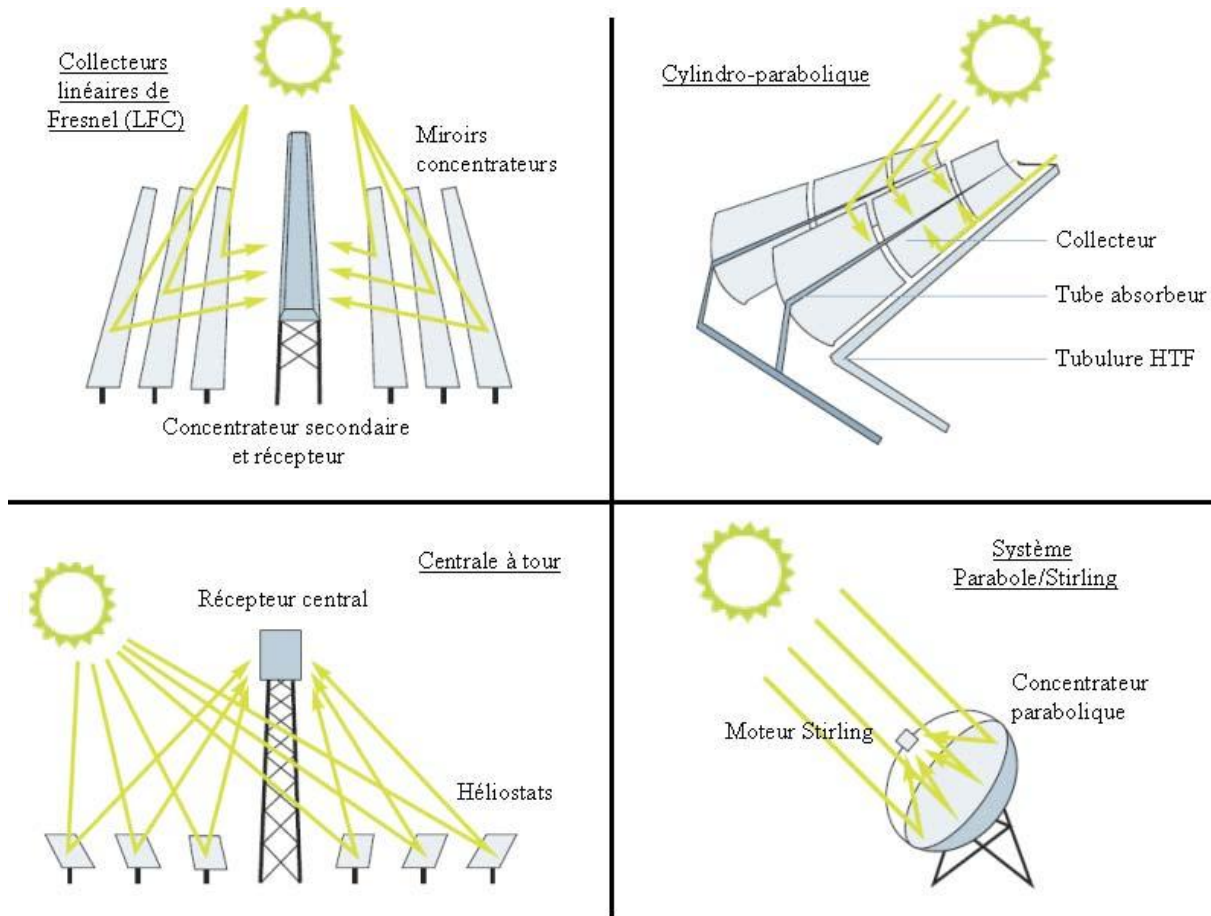 Collecteurs
linéaires de
Fresnel (LFC)
Miroirs
concentrateurs
Concentrateur secondaire
et récepteur
Cylindro-parabolique
Collecteur
Tube absorbeur
Tubulure HTF
Centrale à tour
Récepteur central
Héliostats
Système
Parabole/Stirling
Concentrateur
parabolique
Moteur Stirling